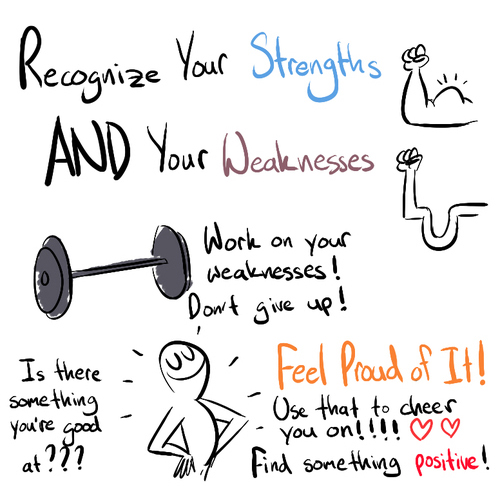 Recognize Your Strengths
AND Your Weaknesses
Work on your
weaknesses!
Don't give up!
Is there
something
you're good
at???
Feel Proud of It!
Use that to cheer
you on!!!! ♡♡
Find something positive!